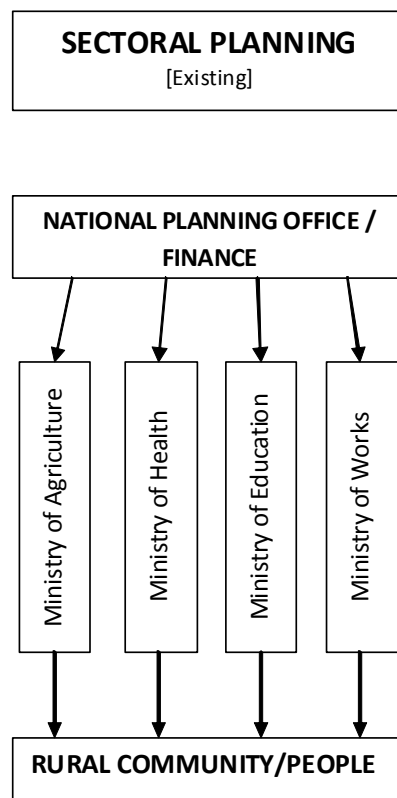 SECTORAL PLANNING
[Existing]
NATIONAL PLANNING OFFICE /
FINANCE
Ministry of Agriculture
Ministry of Health
Ministry of Education
Ministry of Works
RURAL COMMUNITY/PEOPLE